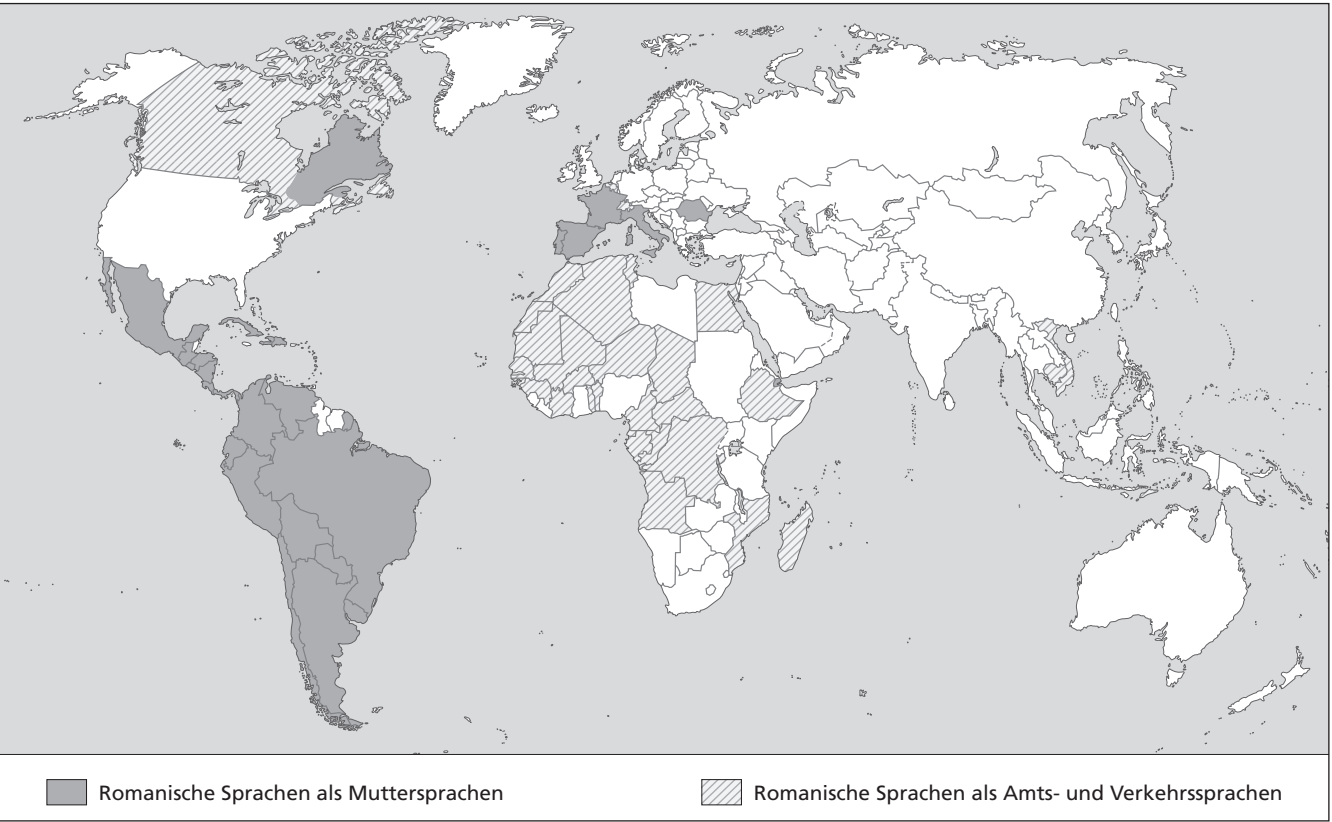 Romanische Sprachen als Muttersprachen
Romanische Sprachen als Amts- und Verkehrssprachen